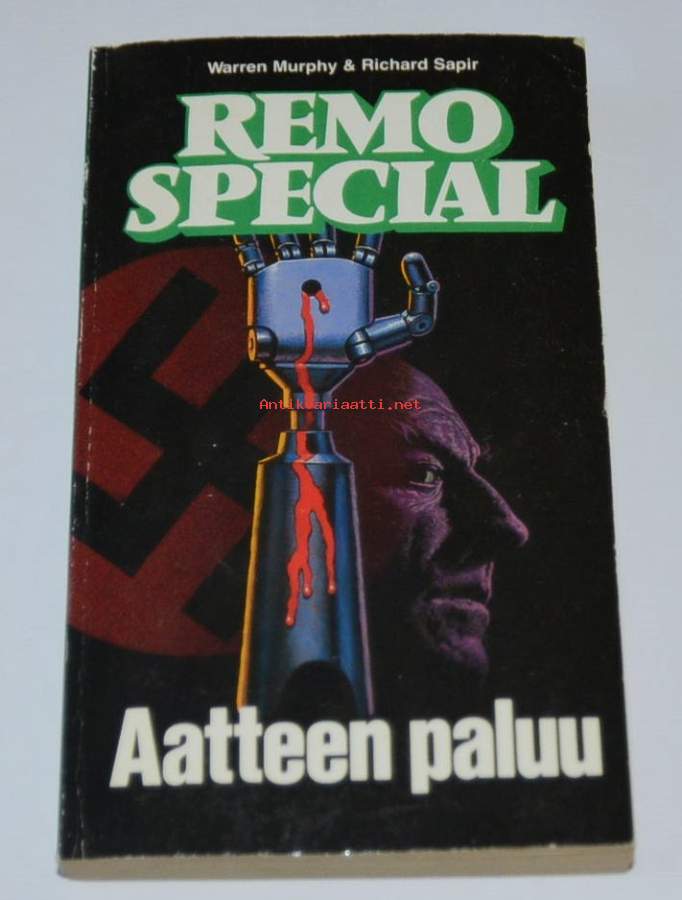 Warren Murphy & Richard Sapir
REMO
SPECIAL
Antikvariaatti.net
Aatteen paluu